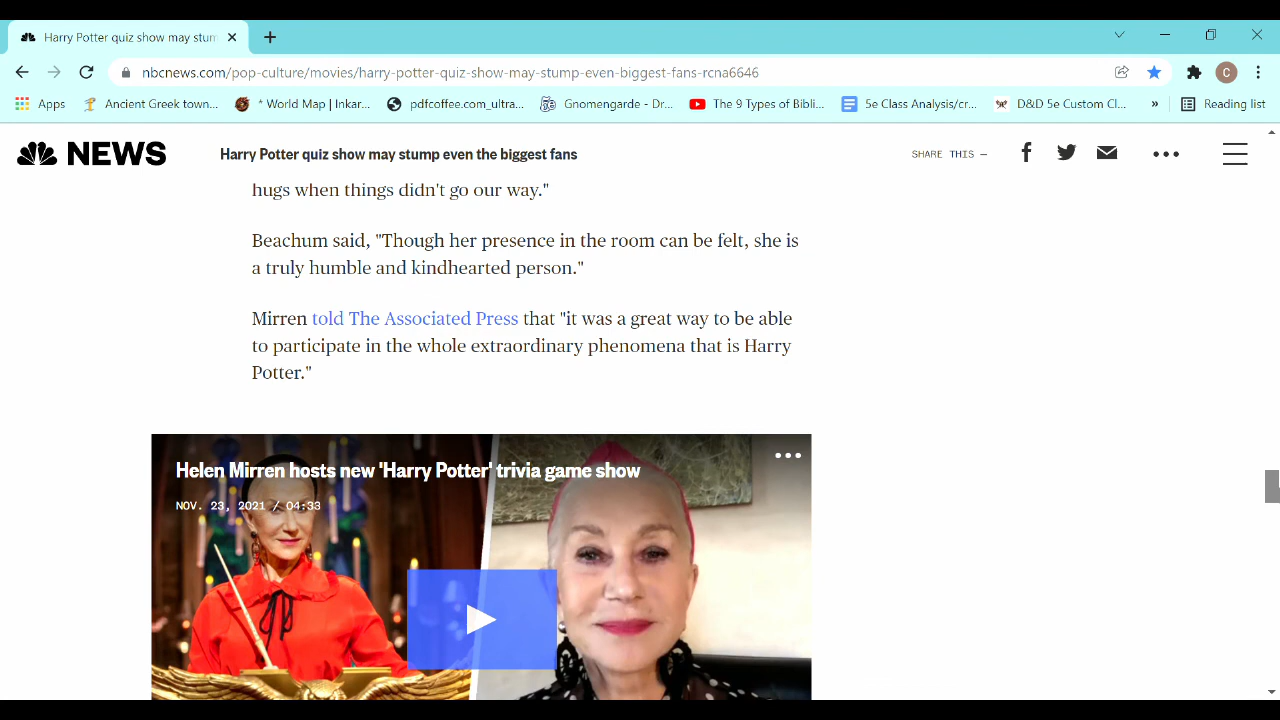 Harry Potter quiz show may stum
nbcnews.com/pop-culture/movies/harry-potter-quiz-show-may-stump-even-biggest-fans-rcna6646
C
Apps
Ancient Greek town...
* World Map | Inkar...
pdfcoffee.com_ultra...
Grismengarde - Dr...
The 9 Types of Bibli...
5e Class Analysis/cr...
D&D 5e Custom Cl...
»
Reading list
NEWS
Harry Potter quiz show may stump even the biggest fans
SHARE THIS —
hugs when things didn't go our way."
Beachum said, "Though her presence in the room can be felt, she is
a truly humble and kindhearted person."
Mirren told The Associated Press that "it was a great way to be able
to participate in the whole extraordinary phenomena that is Harry
Potter."
Helen Mirren hosts new 'Harry Potter' trivia game show
NOV. 23, 2021 / 04:33